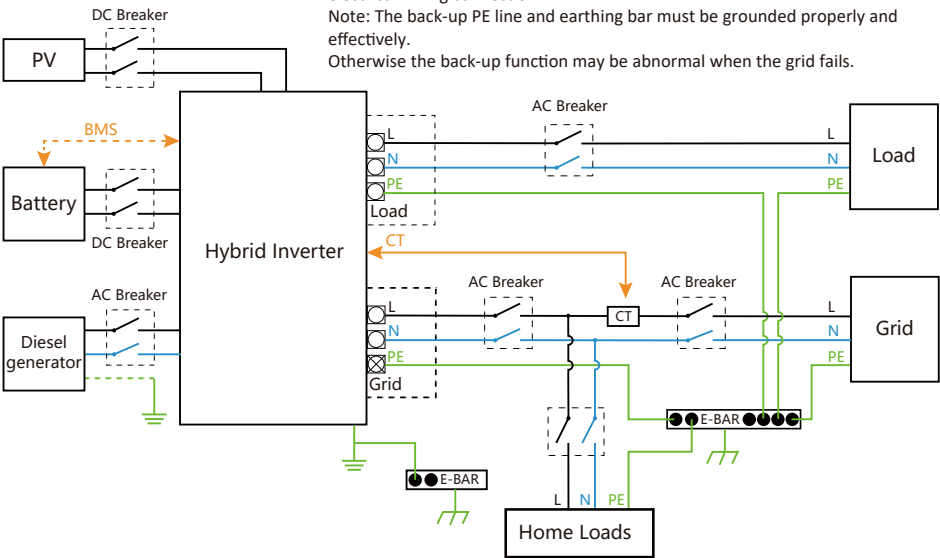 DC Breaker
Note: The back-up PE line and earthing bar must be grounded properly and
effectively.
Otherwise the back-up function may be abnormal when the grid fails.
PV
AC Breaker
BMS
L
L
N
N
Load
PE
PE
Battery
Load
DC Breaker
Hybrid Inverter
CT
AC Breaker
AC Breaker
AC Breaker
L
L
CT
N
N
Grid
Diesel
generator
PE
PE
Grid
E-BAR
E-BAR
L
N
PE
Home Loads